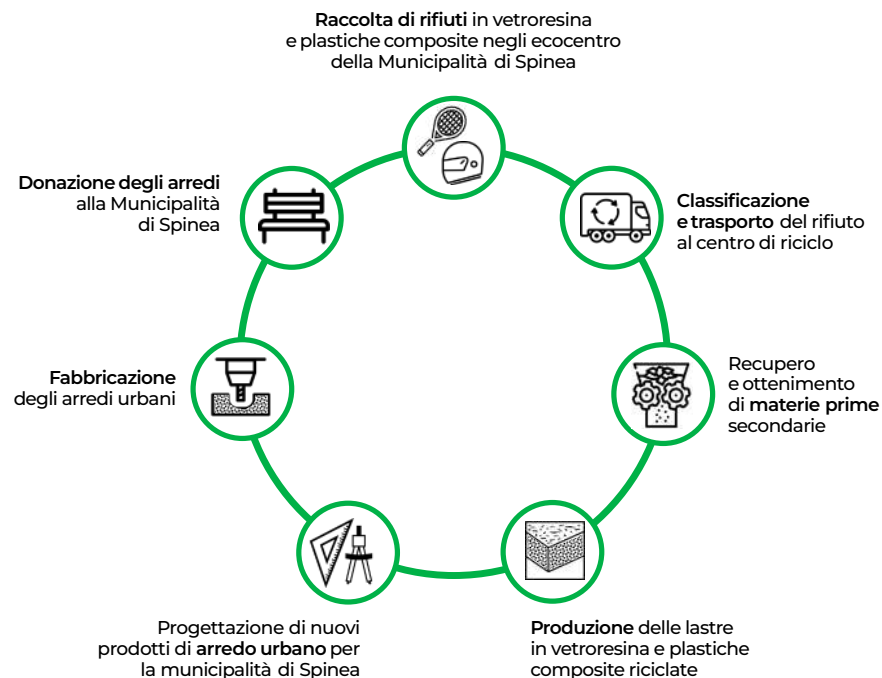 Raccolta di rifiuti in vetroresina
e plastiche composite negli ecocentro
della Municipalità di Spinea
Classificazione
e trasporto del rifiuto
al centro di riciclo
Recupero
e ottenimento
di materie prime
secondarie
Produzione delle lastre
in vetroresina e plastiche
composite riciclate
Progettazione di nuovi
prodotti di arredo urbano per
la municipalità di Spinea
Fabbricazione
degli arredi urbani
Donazione degli arredi
alla Municipalità
di Spinea